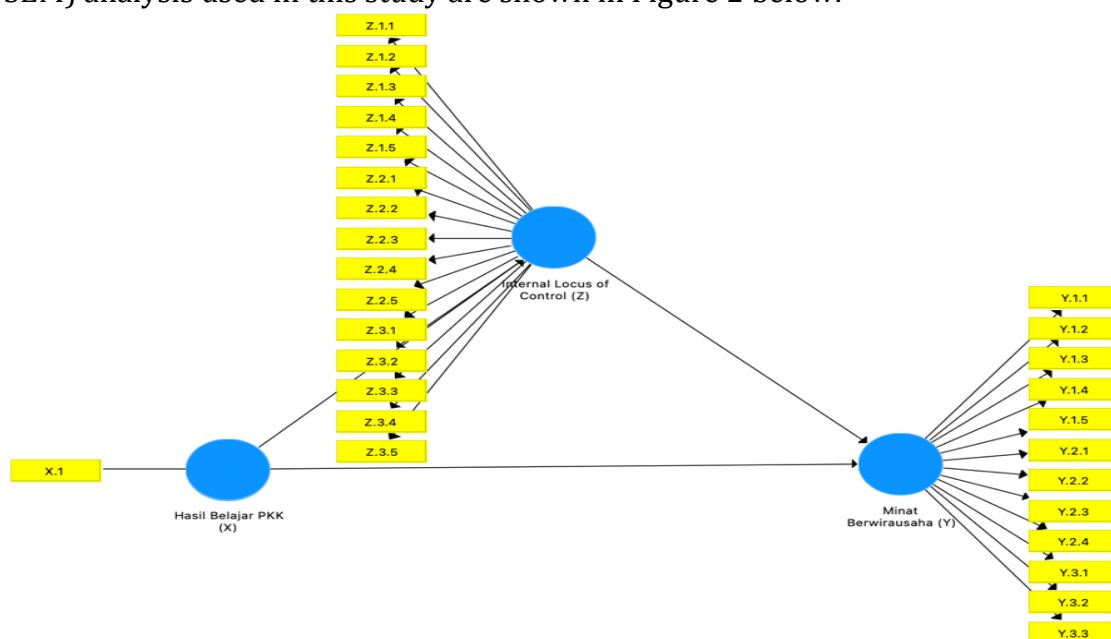 SEM) analysis used in this study are shown in Figure 2 below.
Z.1.1
Z.1.2
Z.1.3
Z.1.4
Z.1.5
Z.2.1
Z.2.2
Z.2.3
Z.2.4
Z.2.5
Z.3.1
Z.3.2
Z.3.3
Z.3.4
Z.3.5
Internal Locus of
Control (Z)
X.1
Hasil Belajar PKK
(X)
Minat
Berwirausaha (Y)
Y.1.1
Y.1.2
Y.1.3
Y.1.4
Y.1.5
Y.2.1
Y.2.2
Y.2.3
Y.2.4
Y.3.1
Y.3.2
Y.3.3